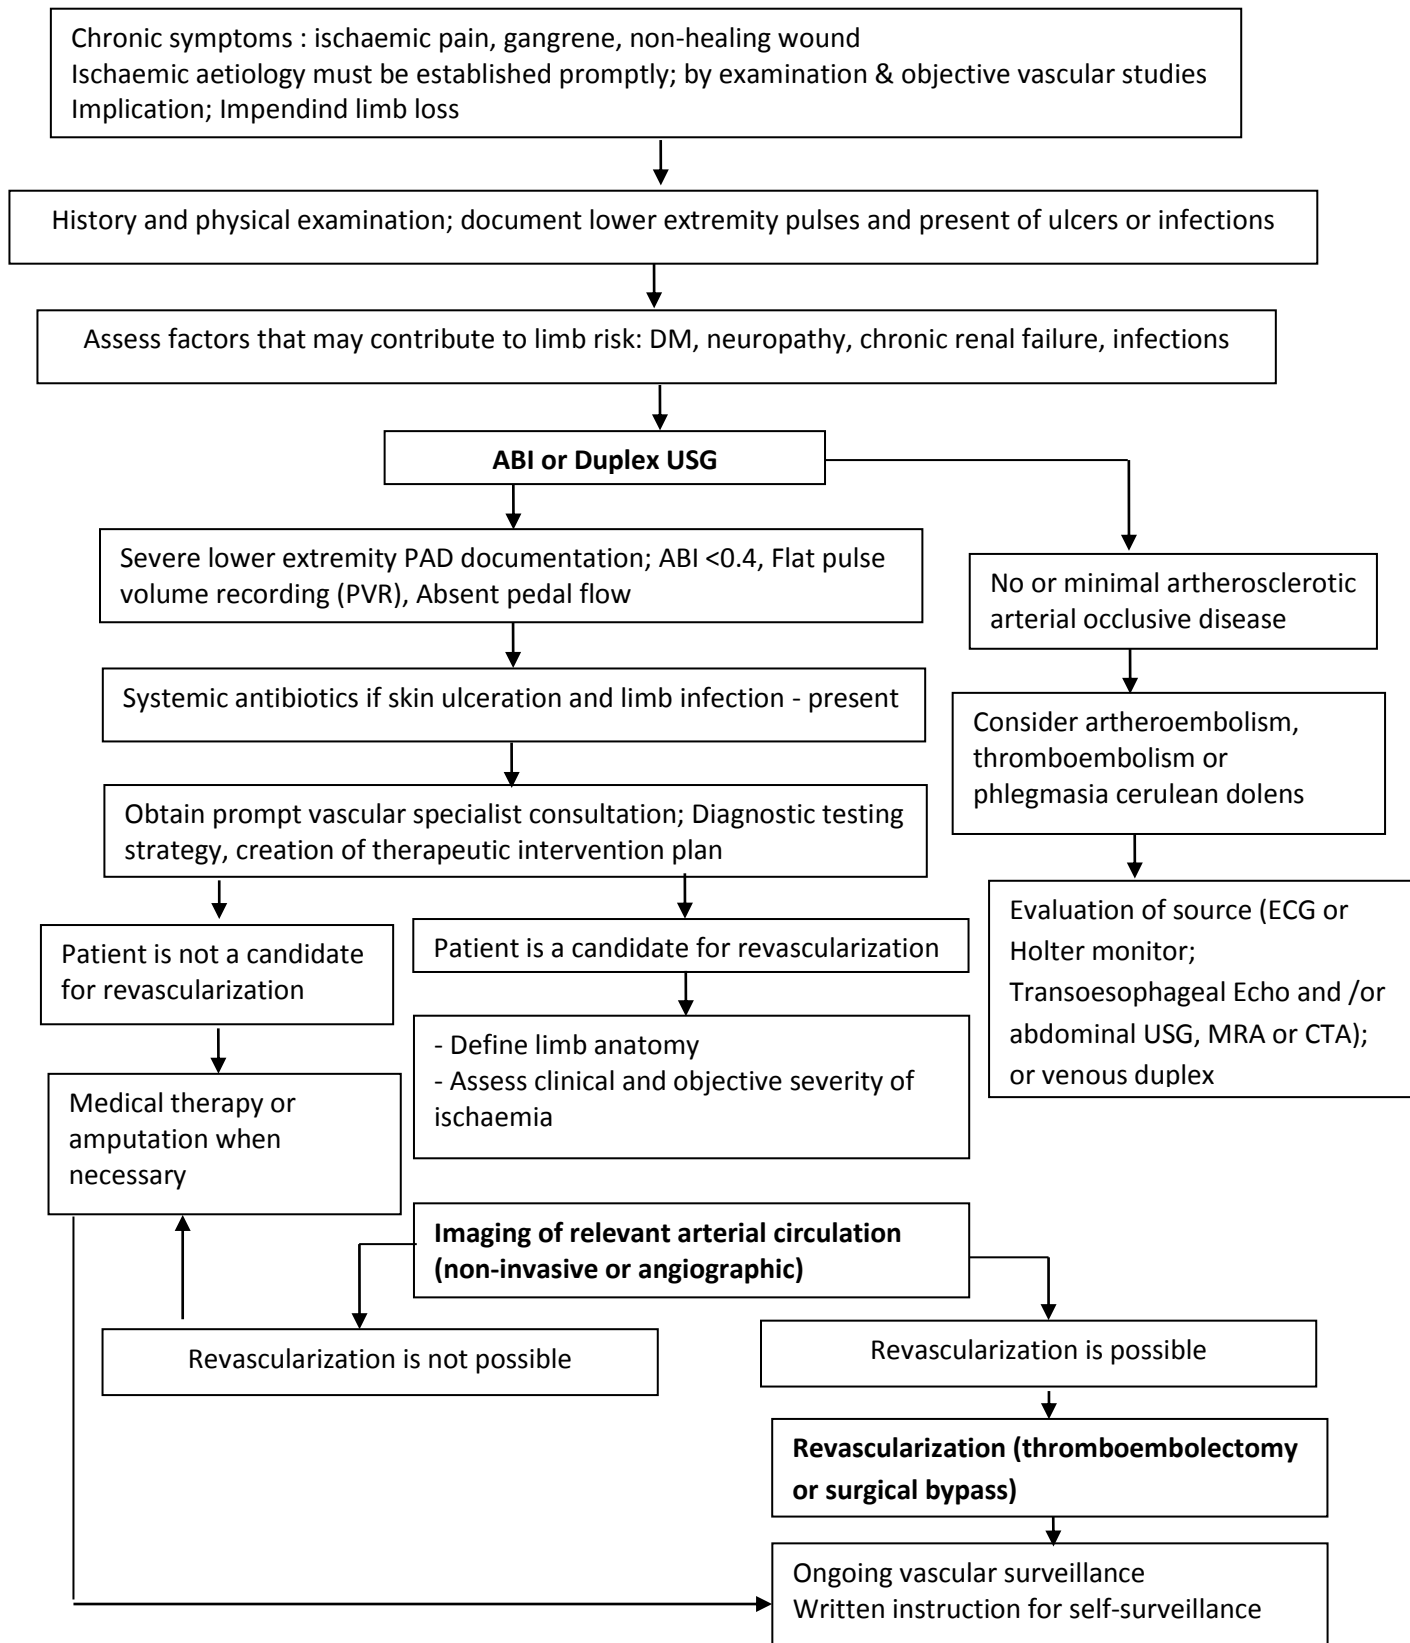 Chronic symptoms : ischaemic pain, gangrene, non-healing wound
Ischaemic aetiology must be established promptly; by examination & objective vascular studies
Implication; Impendind limb loss
History and physical examination; document lower extremity pulses and present of ulcers or infections
Assess factors that may contribute to limb risk: DM, neuropathy, chronic renal failure, infections
ABI or Duplex USG
Severe lower extremity PAD documentation; ABI <0.4, Flat pulse
volume recording (PVR), Absent pedal flow
No or minimal artherosclerotic
arterial occlusive disease
Systemic antibiotics if skin ulceration and limb infection - present
Consider artheroembolism,
thromboembolism or
phlegmasia cerulean dolens
Obtain prompt vascular specialist consultation; Diagnostic testing
strategy, creation of therapeutic intervention plan
Evaluation of source (ECG or
Holter monitor;
Transoesophageal Echo and /or
abdominal USG, MRA or CTA);
or venous duplex
Patient is not a candidate
for revascularization
Patient is a candidate for revascularization
- Define limb anatomy
- Assess clinical and objective severity of
ischaemia
Medical therapy or
amputation when
necessary
Imaging of relevant arterial circulation
(non-invasive or angiographic)
Revascularization is not possible
Revascularization is possible
Revascularization (thromboembolectomy
or surgical bypass)
Ongoing vascular surveillance
Written instruction for self-surveillance